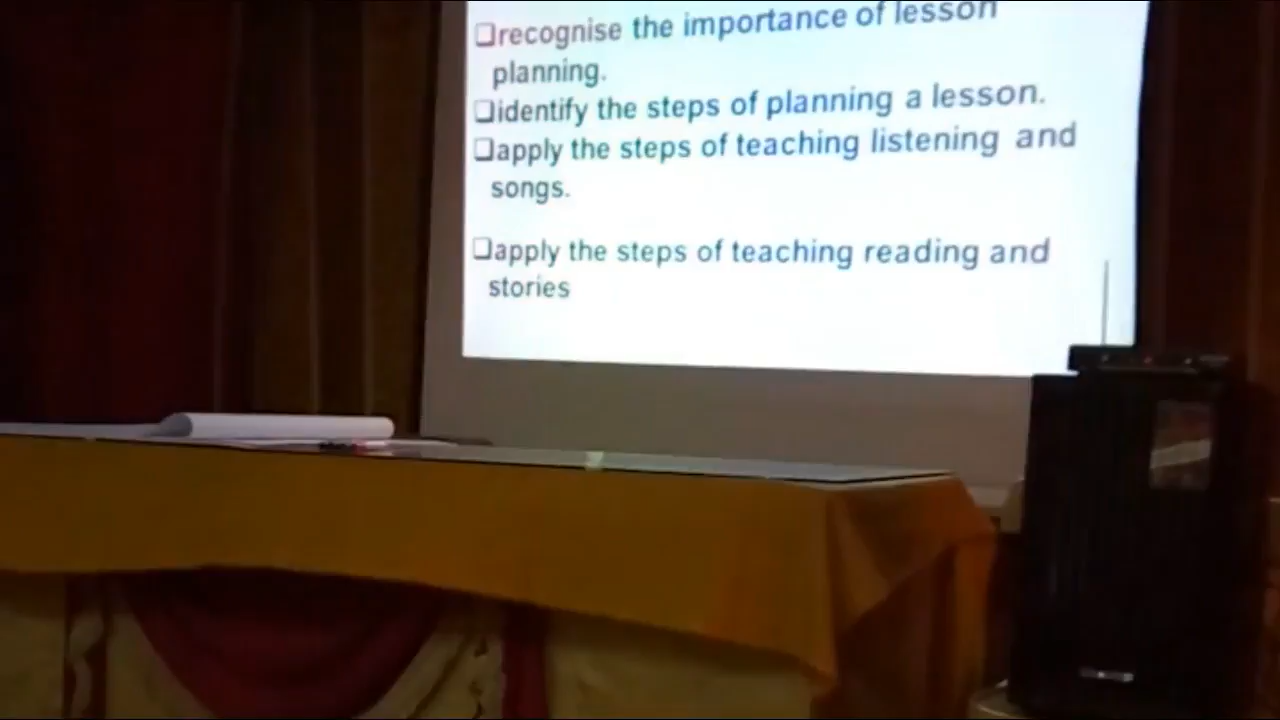 ❑recognise the importance of lesson
planning.
❑identify the steps of planning a lesson.
❑apply the steps of teaching listening and
songs.
❑apply the steps of teaching reading and
stories